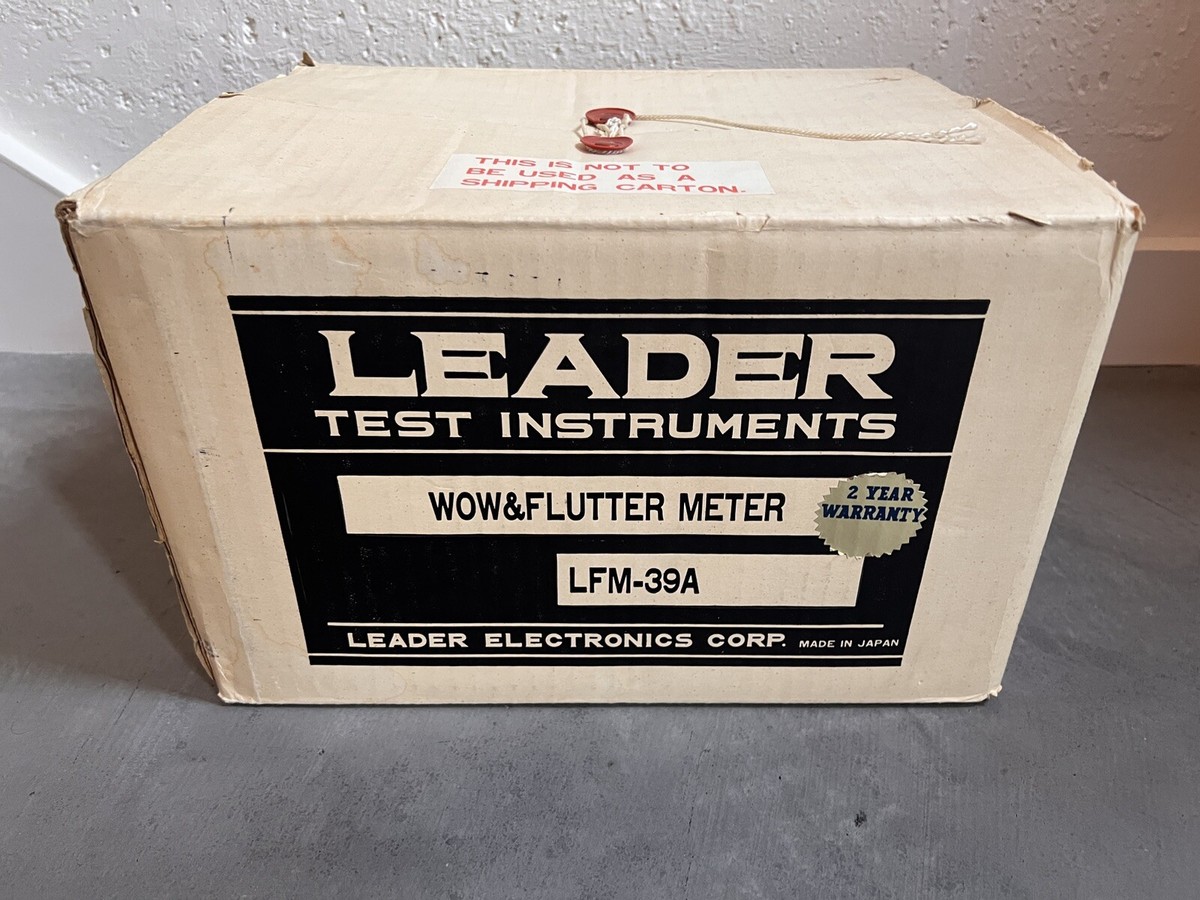 THIS IS NOT TO
BE USED AS A
SHIPPING CARTON.
LEADER
TEST INSTRUMENTS
WOW&FLUTTER METER
2 YEAR
WARRANTY
LFM-39A
LEADER ELECTRONICS CORP. MADE IN JAPAN